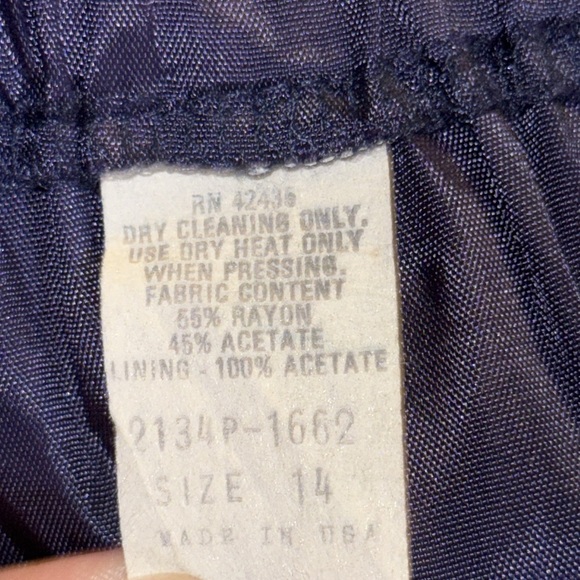 RN 42436
DRY CLEANING ONLY.
USE DRY HEAT ONLY
WHEN PRESSING.
FABRIC CONTENT
55% RAYON
45% ACETATE
LINING - 100% ACETATE
2134P-1662
SIZE 14
MADE IN USA